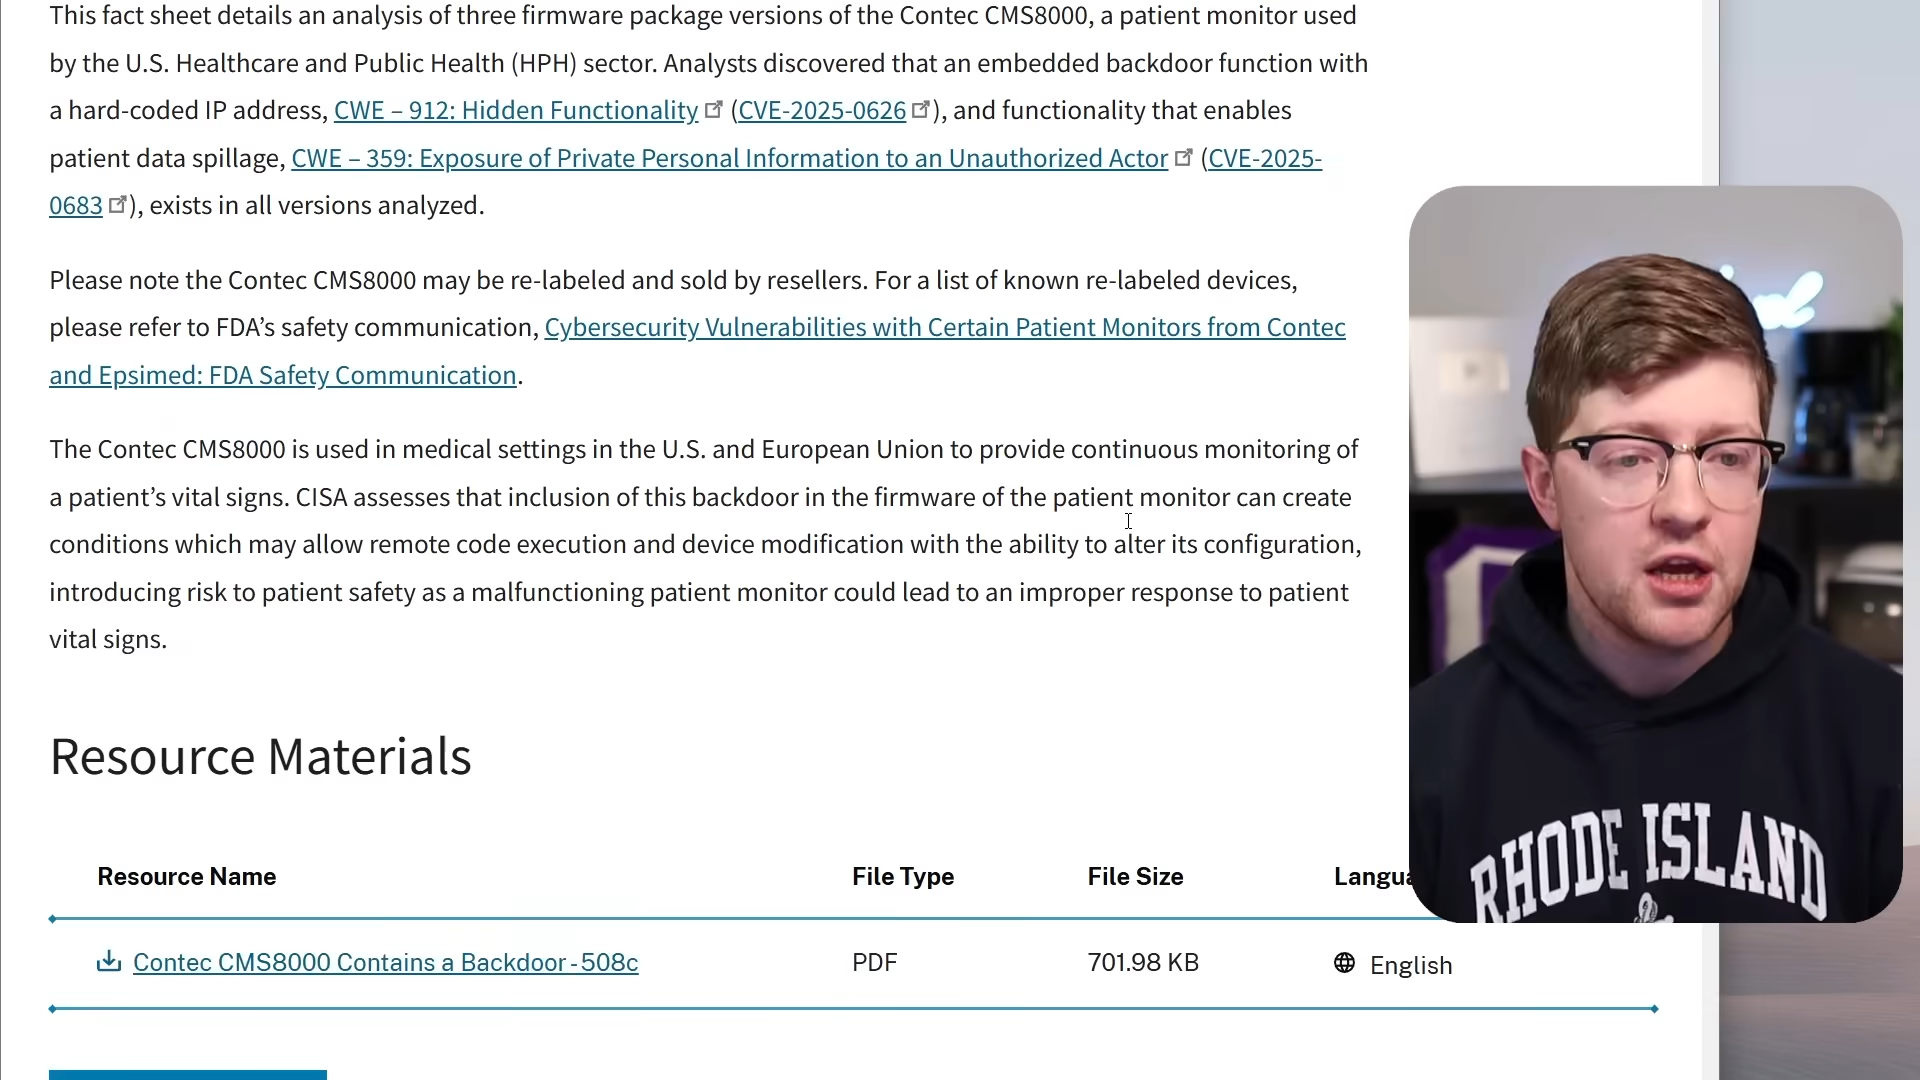 This fact sheet details an analysis of three firmware package versions of the Contec CMS8000, a patient monitor used
by the U.S. Healthcare and Public Health (HPH) sector. Analysts discovered that an embedded backdoor function with
a hard-coded IP address, CWE – 912: Hidden Functionality (CVE-2025-0626), and functionality that enables
patient data spillage, CWE – 359: Exposure of Private Personal Information to an Unauthorized Actor (CVE-2025-
0683), exists in all versions analyzed.
Please note the Contec CMS8000 may be re-labeled and sold by resellers. For a list of known re-labeled devices,
please refer to FDA’s safety communication, Cybersecurity Vulnerabilities with Certain Patient Monitors from Contec
and Epsimed: FDA Safety Communication.
The Contec CMS8000 is used in medical settings in the U.S. and European Union to provide continuous monitoring of
a patient’s vital signs. CISA assesses that inclusion of this backdoor in the firmware of the patient monitor can create
conditions which may allow remote code execution and device modification with the ability to alter its configuration,
introducing risk to patient safety as a malfunctioning patient monitor could lead to an improper response to patient
vital signs.
Resource Materials
Resource Name File Type File Size Langua
Contec CMS8000 Contains a Backdoor-508c PDF 701.98 KB English
RHODE ISLAND